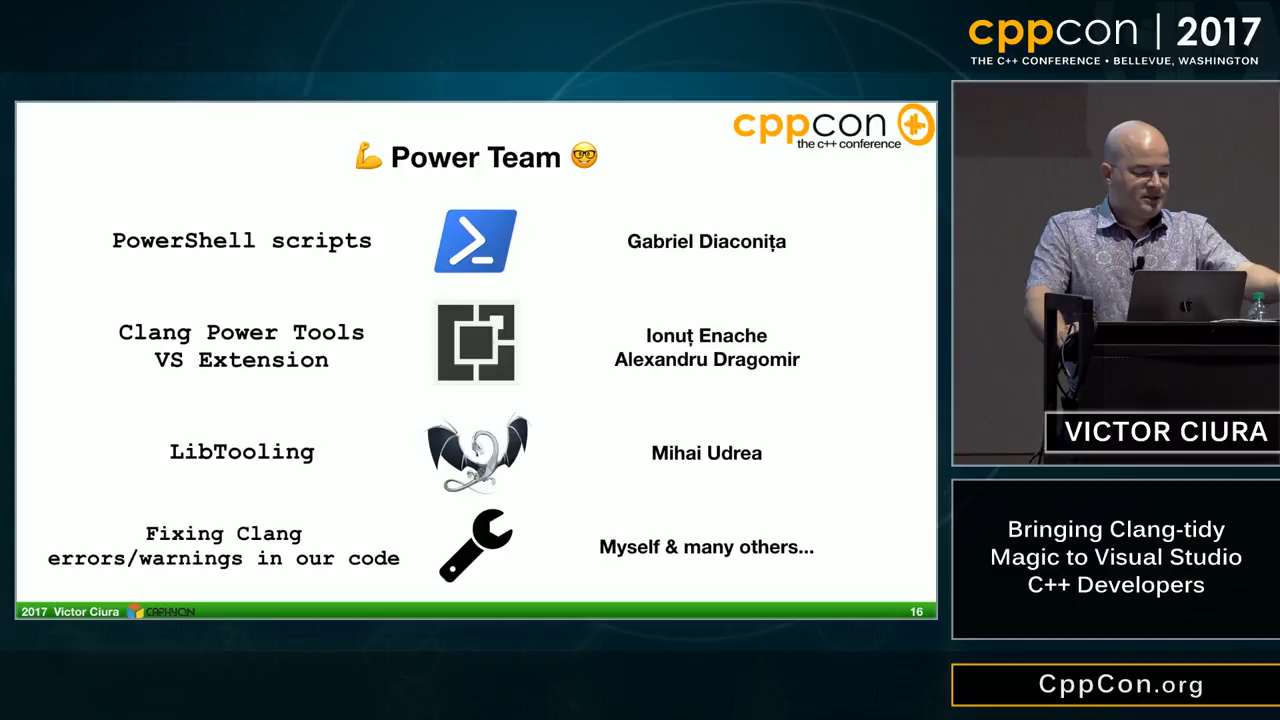 cppcon | 2017
THE C++ CONFERENCE • BELLEVUE, WASHINGTON
cppcon
the c++ conference
💪 Power Team 🤓
PowerShell scripts
Gabriel Diaconița
Clang Power Tools
VS Extension
Ionuț Enache
Alexandru Dragomir
LibTooling
Mihai Udrea
Fixing Clang
errors/warnings in our code
Myself & many others...
2017 Victor Ciura
CAPHYON
16
VICTOR CIURA
Bringing Clang-tidy
Magic to Visual Studio
C++ Developers
CppCon.org